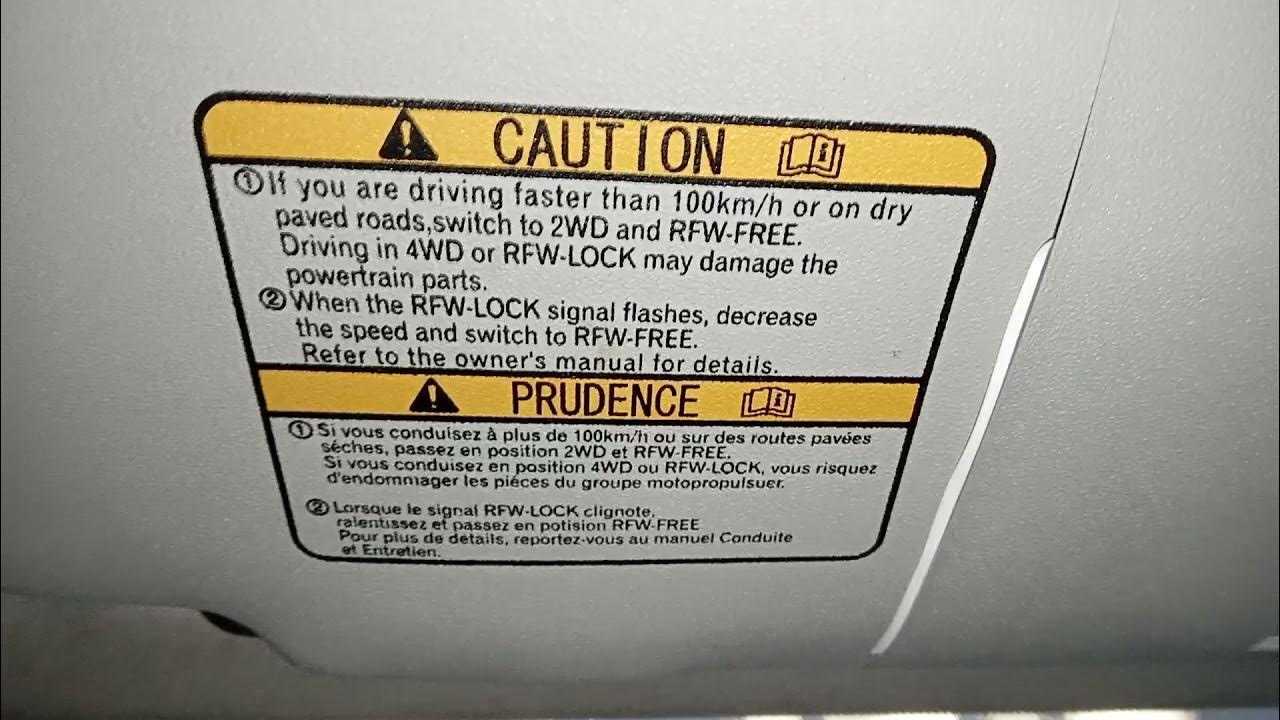 CAUTION
①If you are driving faster than 100km/h or on dry
paved roads,switch to 2WD and RFW-FREE.
Driving in 4WD or RFW-LOCK may damage the
powertrain parts.
②When the RFW-LOCK signal flashes, decrease
the speed and switch to RFW-FREE.
Refer to the owner's manual for details.
PRUDENCE
①Si vous conduisez à plus de 100km/h ou sur des routes pavées
séches, passez en position 2WD et RFW-FREE.
Si vous conduisez en position 4WD ou RFW-LOCK, vous risquez
d'endommager les piéces du groupe motopropulsuer.
②Lorsque le signal RFW-LOCK clignote,
ralentissez et passez en potision RFW-FREE
Pour plus de détails, reportez-vous au manuel Conduite
et Entretien.